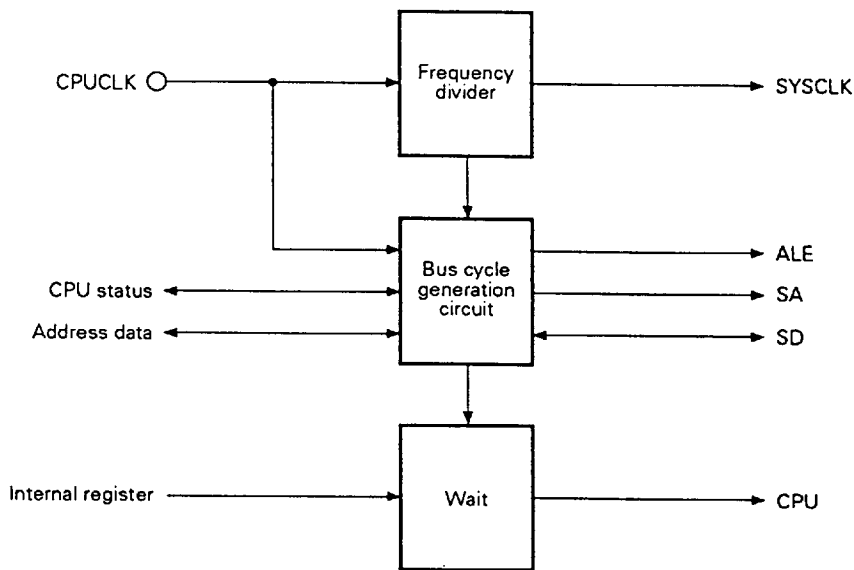 CPUCLK
Frequency
divider
SYSCLK
Bus cycle
generation
circuit
ALE
CPU status
SA
Address data
SD
Internal register
Wait
CPU